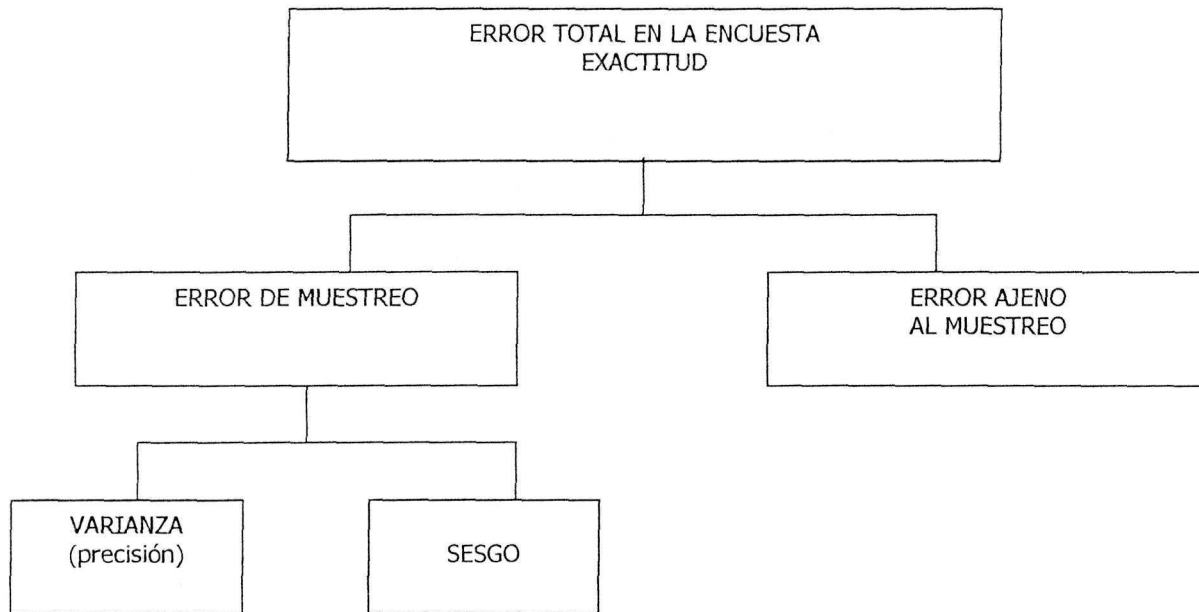 ERROR TOTAL EN LA ENCUESTA
EXACTITUD
ERROR DE MUESTREO
ERROR AJENO
AL MUESTREO
VARIANZA
(precisión)
SESGO